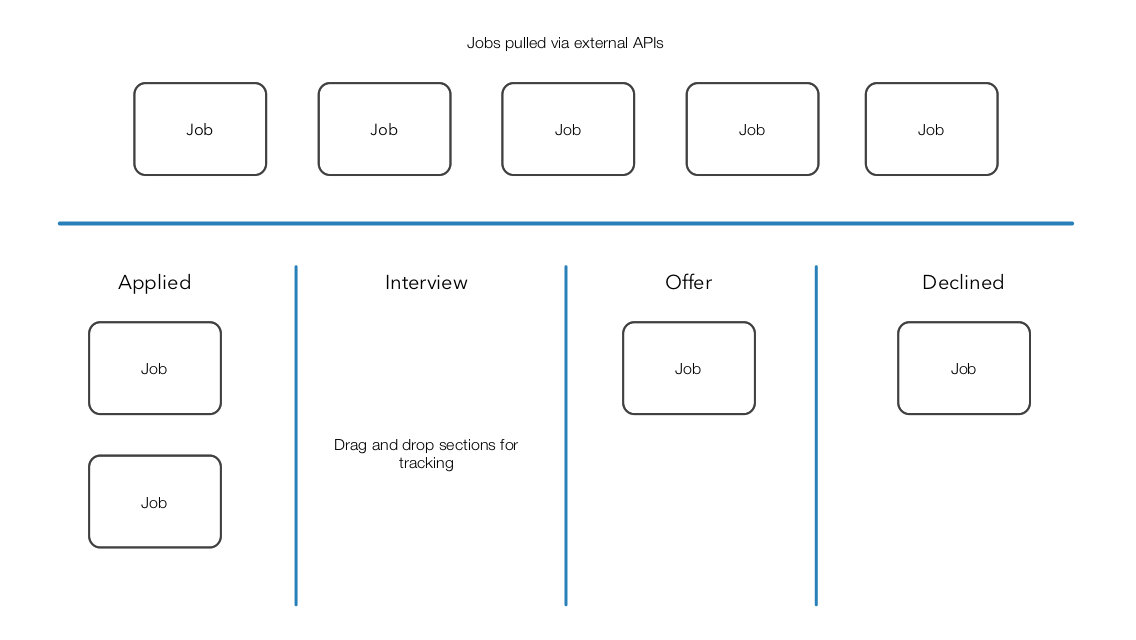 Jobs pulled via external APIs
Job
Job
Job
Job
Job
Applied
Interview
Offer
Declined
Job
Job
Job
Drag and drop sections for
tracking
Job